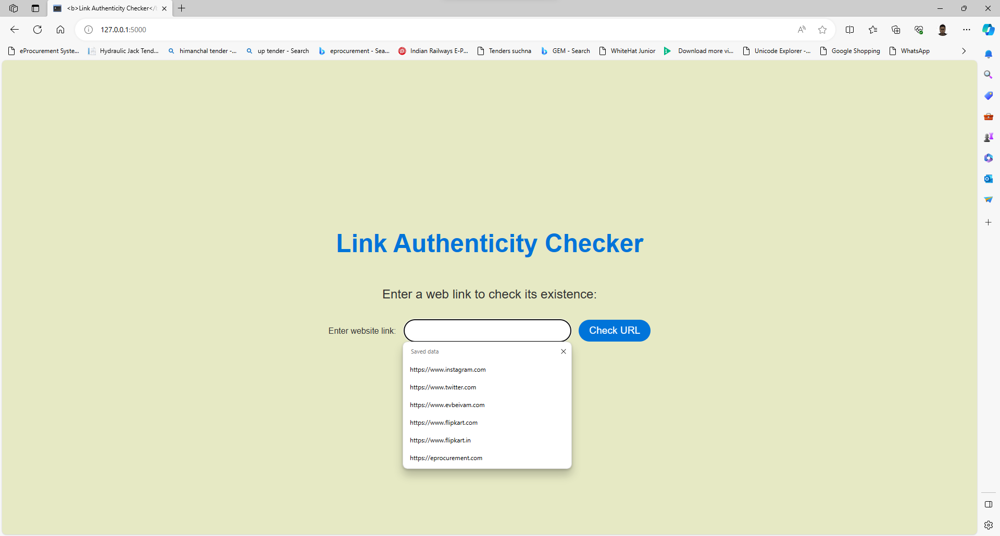 <b>Link Authenticity Checker</
127.0.0.1:5000
eProcurement Syste... Hydraulic Jack Tend... himanchal tender -... up tender - Search eprocurement - Sea... Indian Railways E-P... Tenders suchna GEM - Search WhiteHat Junior Download more vi... Unicode Explorer -... Google Shopping WhatsApp
Link Authenticity Checker
Enter a web link to check its existence:
Enter website link: Check URL
Saved data
https://www.instagram.com
https://www.twitter.com
https://www.evbeivam.com
https://www.flipkart.com
https://www.flipkart.in
https://eprocurement.com